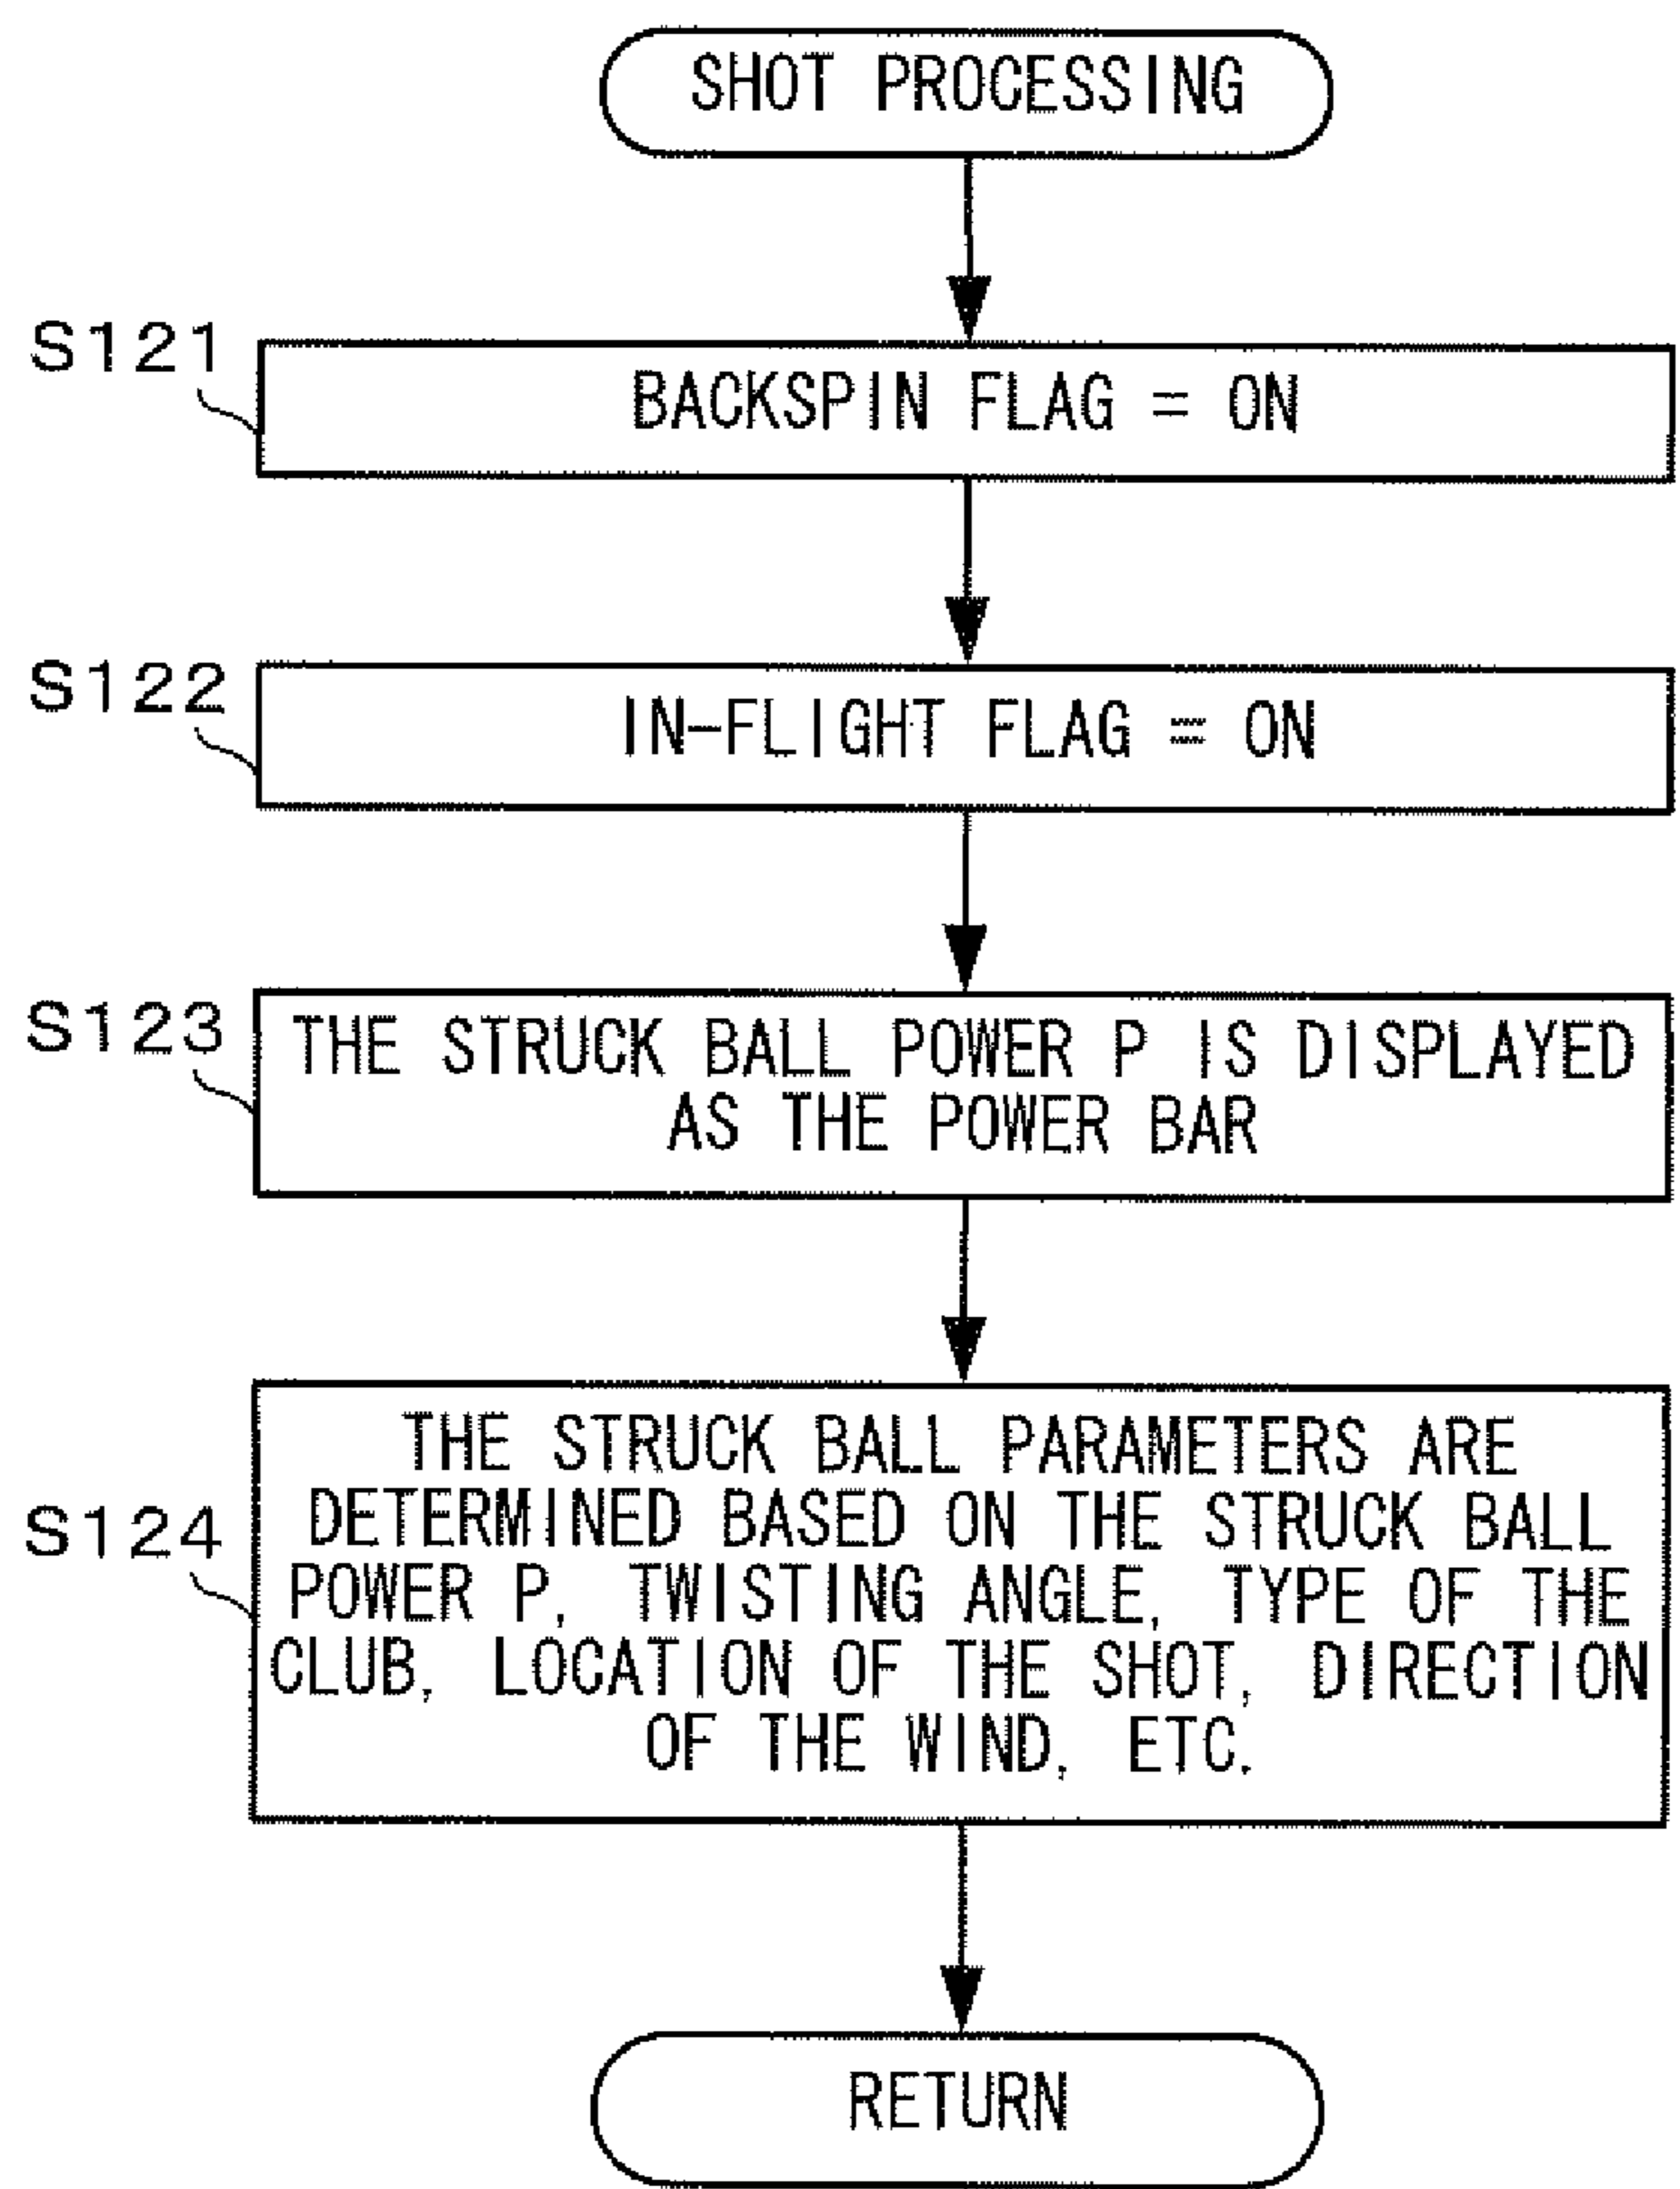 SHOT PROCESSING
S121
BACKSPIN FLAG = ON
S122
IN-FLIGHT FLAG = ON
S123
THE STRUCK BALL POWER P IS DISPLAYED
AS THE POWER BAR
S124
THE STRUCK BALL PARAMETERS ARE
DETERMINED BASED ON THE STRUCK BALL
POWER P, TWISTING ANGLE, TYPE OF THE
CLUB, LOCATION OF THE SHOT, DIRECTION
OF THE WIND, ETC.
RETURN